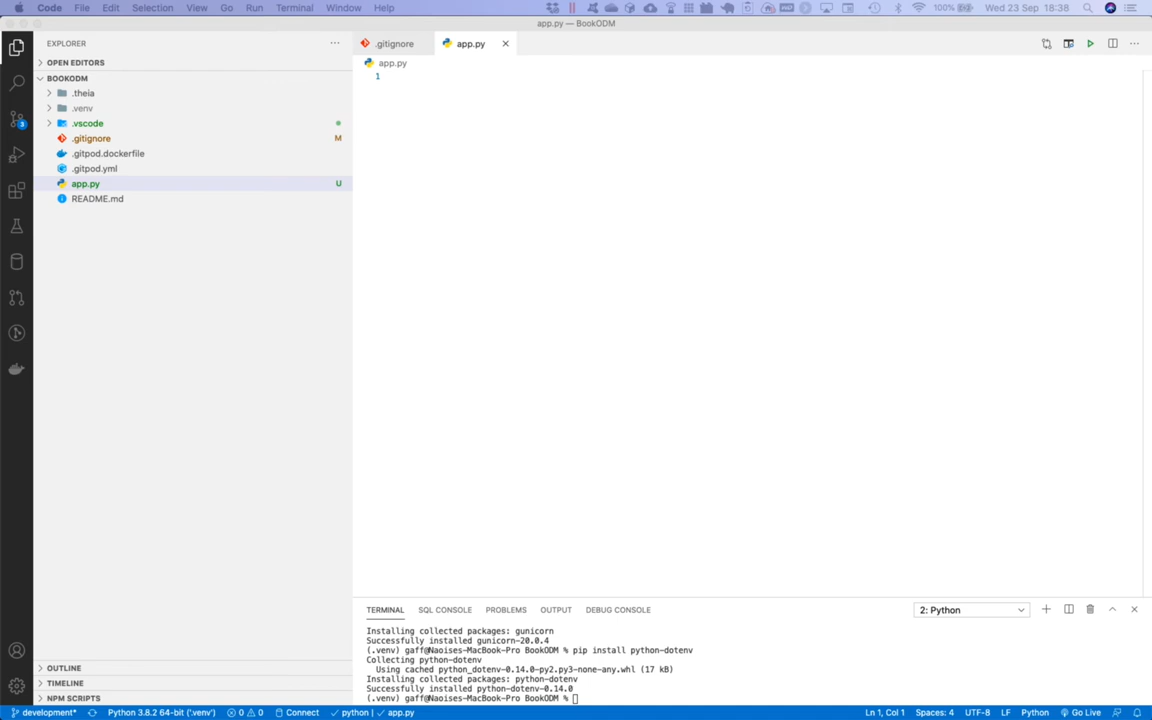 Code File Edit Selection View Go Run Terminal Window Help 100% Wed 23 Sep 18:38
app.py — BookODM
EXPLORER
.gitignore
app.py
OPEN EDITORS
app.py
BOOKODM
1
.theia
.venv
.vscode
3
.gitignore M
.gitpod.dockerfile
.gitpod.yml
app.py U
README.md
TERMINAL SQL CONSOLE PROBLEMS OUTPUT DEBUG CONSOLE 2: Python
Installing collected packages: gunicorn
Successfully installed gunicorn-20.0.4
(.venv) gaff@Naoises-MacBook-Pro BookODM % pip install python-dotenv
Collecting python-dotenv
Using cached python_dotenv-0.14.0-py2.py3-none-any.whl (17 kB)
Installing collected packages: python-dotenv
Successfully installed python-dotenv-0.14.0
(.venv) gaff@Naoises-MacBook-Pro BookODM %
OUTLINE
TIMELINE
NPM SCRIPTS
development* Python 3.8.2 64-bit ('.venv') 0 0 Connect python | app.py Ln 1, Col 1 Spaces: 4 UTF-8 LF Python Go Live